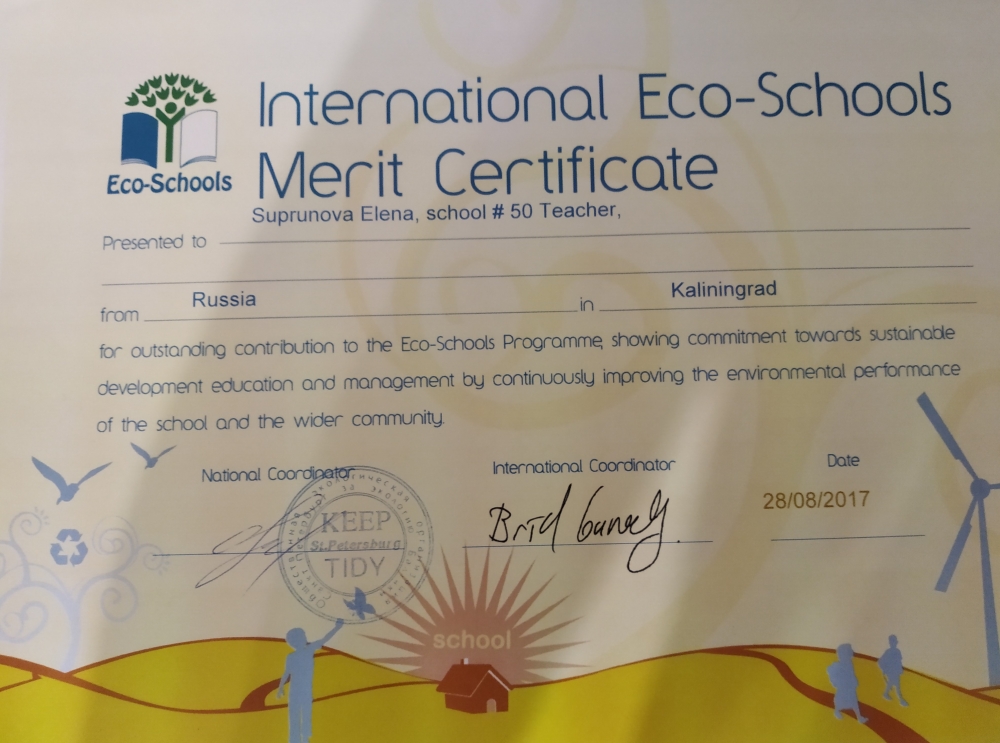 International Eco-Schools
Merit Certificate
Eco-Schools
Suprunova Elena, school # 50 Teacher,
Presented to
from Russia in Kaliningrad
for outstanding contribution to the Eco-Schools Programme, showing commitment towards sustainable
development education and management by continuously improving the environmental performance
of the school and the wider community.
National Coordinator
International Coordinator
Date
28/08/2017
KEEP
St.Petersburg
TIDY
school